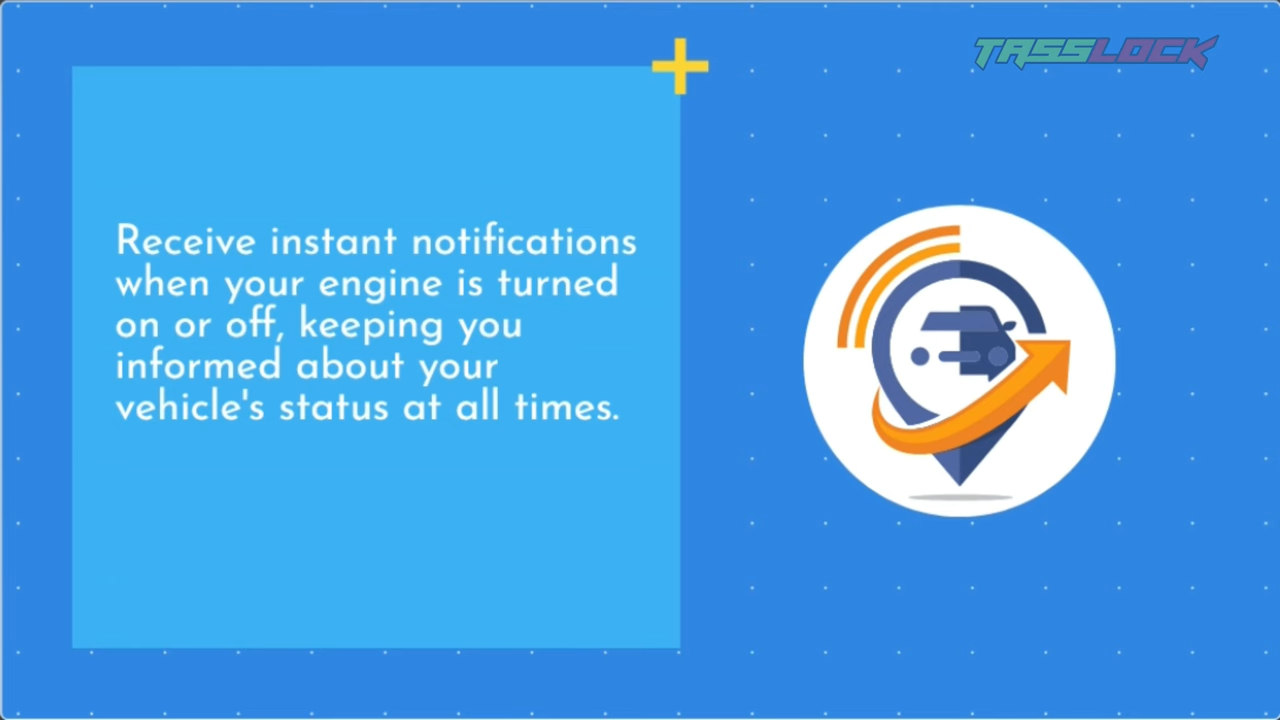 TASSLOCK
Receive instant notifications
when your engine is turned
on or off, keeping you
informed about your
vehicle's status at all times.